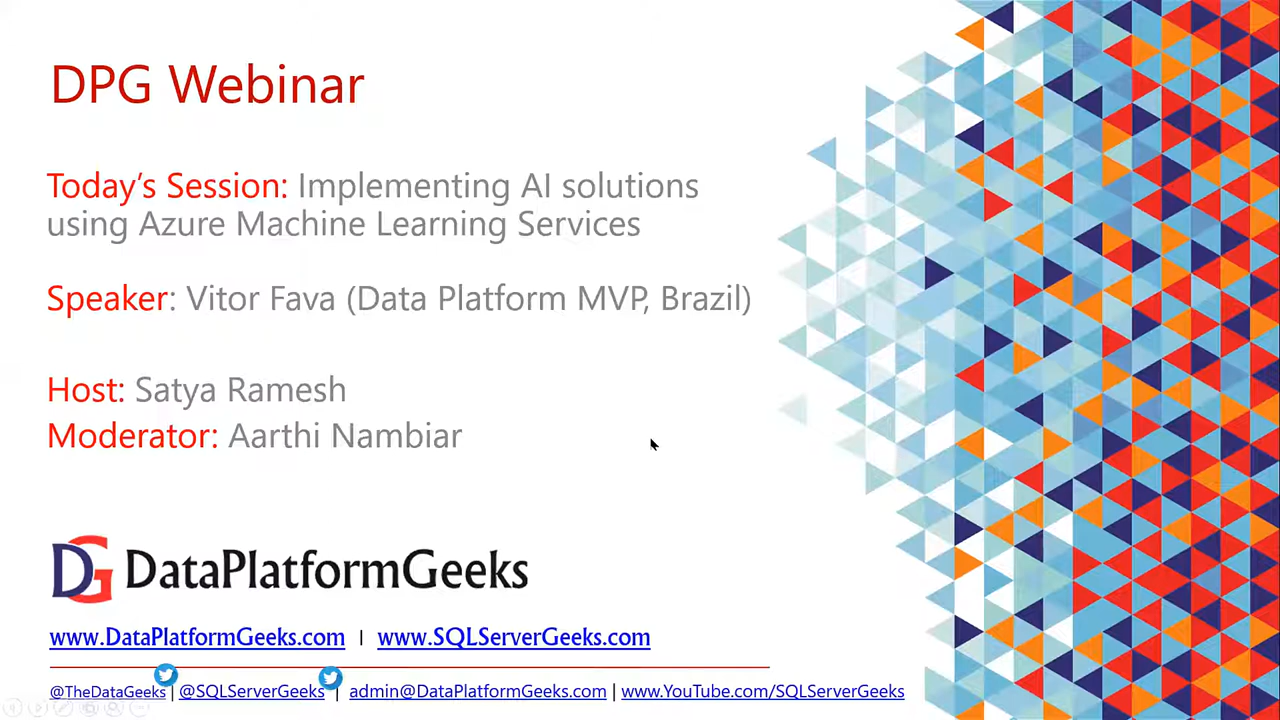 DPG Webinar
Today's Session: Implementing AI solutions
using Azure Machine Learning Services
Speaker: Vitor Fava (Data Platform MVP, Brazil)
Host: Satya Ramesh
Moderator: Aarthi Nambiar
DG DataPlatformGeeks
www.DataPlatformGeeks.com | www.SQLServerGeeks.com
@TheDataGeeks | @SQLServerGeeks | admin@DataPlatformGeeks.com | www.YouTube.com/SQLServerGeeks